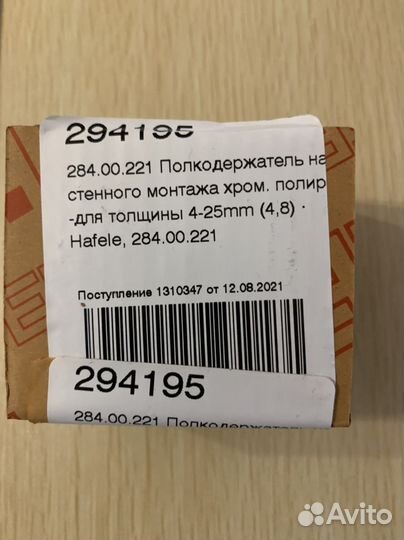 294195
284.00.221 Полкодержатель на
стенного монтажа хром. полир
-для толщины 4-25mm (4,8) ·
Hafele, 284.00.221
Поступление 1310347 от 12.08.2021
294195
284.00.221 Полкодержатель
Avito